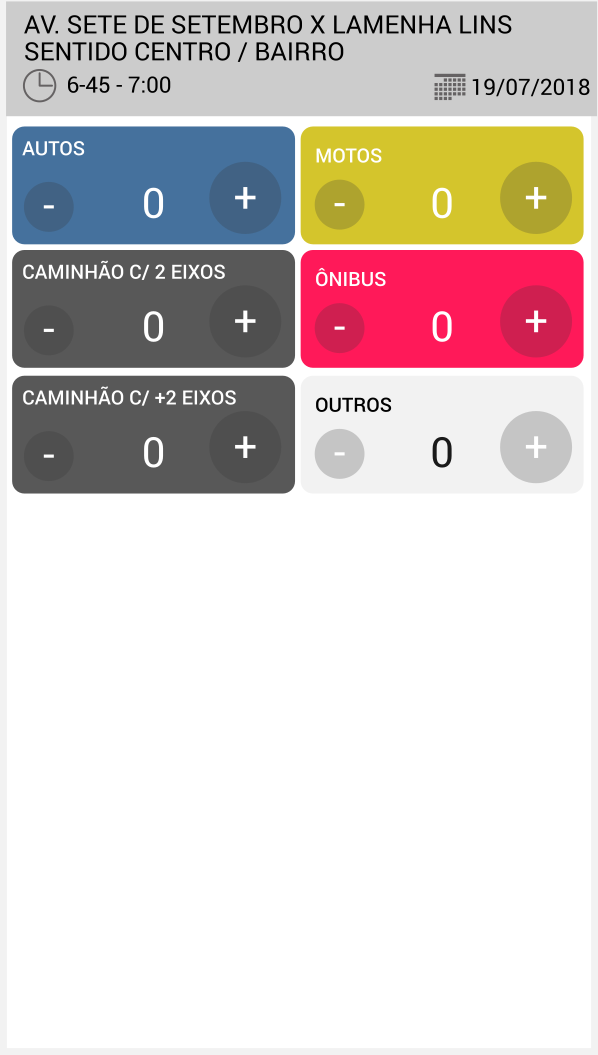 AV. SETE DE SETEMBRO X LAMENHA LINS
SENTIDO CENTRO / BAIRRO
6-45 - 7:00
19/07/2018
AUTOS
- 0 +
MOTOS
- 0 +
CAMINHÃO C/ 2 EIXOS
- 0 +
ÔNIBUS
- 0 +
CAMINHÃO C/ +2 EIXOS
- 0 +
OUTROS
- 0 +